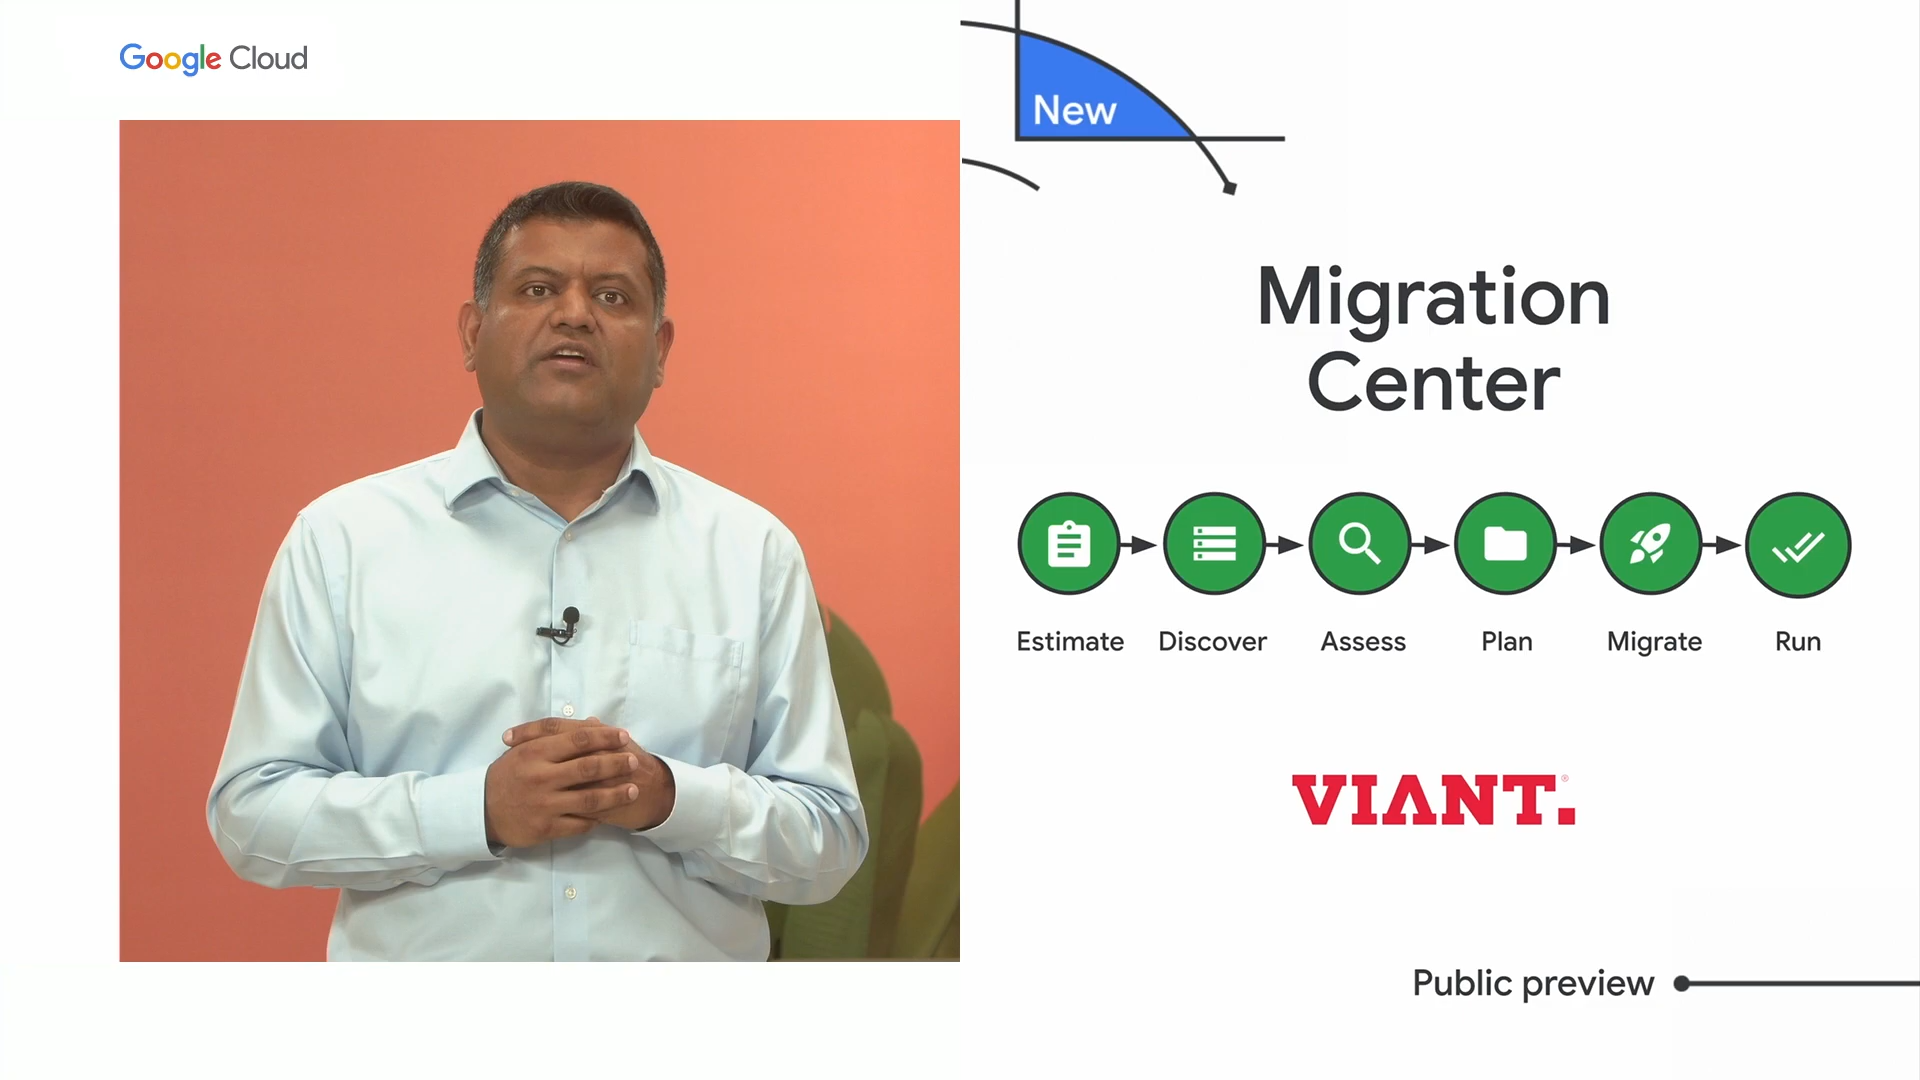 Google Cloud
New
Migration
Center
Estimate
Discover
Assess
Plan
Migrate
Run
VIANT.®
Public preview